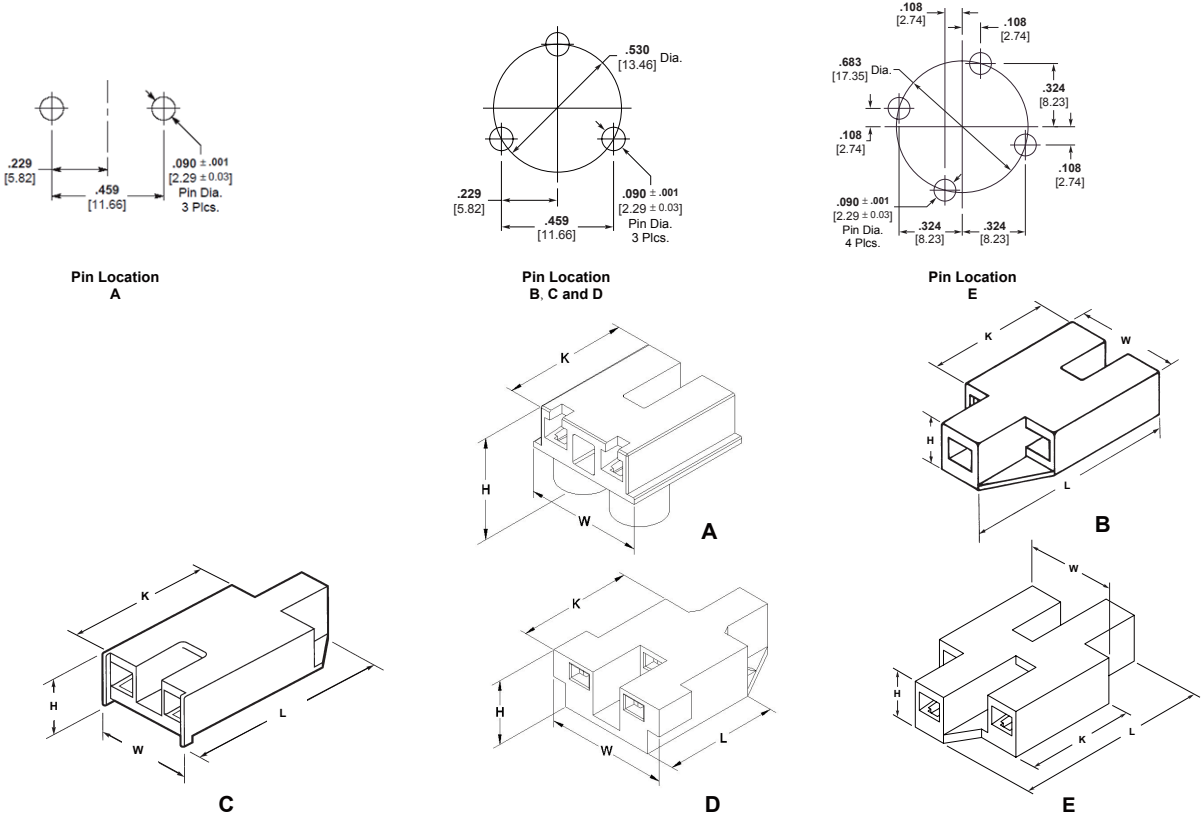 .229
[5.82]
.459
[11.66]
.090 ± .001
[2.29 ± 0.03]
Pin Dia.
3 Plcs.
Pin Location
A
.530
[13.46] Dia.
.229
[5.82]
.459
[11.66]
.090 ± .001
[2.29 ± 0.03]
Pin Dia.
3 Plcs.
Pin Location
B, C and D
.108
[2.74]
.108
[2.74]
.683
[17.35] Dia.
.324
[8.23]
.108
[2.74]
.108
[2.74]
.090 ± .001
[2.29 ± 0.03]
Pin Dia.
4 Plcs.
.324
[8.23]
.324
[8.23]
Pin Location
E
K
H
W
A
K
W
H
L
B
K
H
W
L
C
K
H
W
L
D
W
H
K
L
E